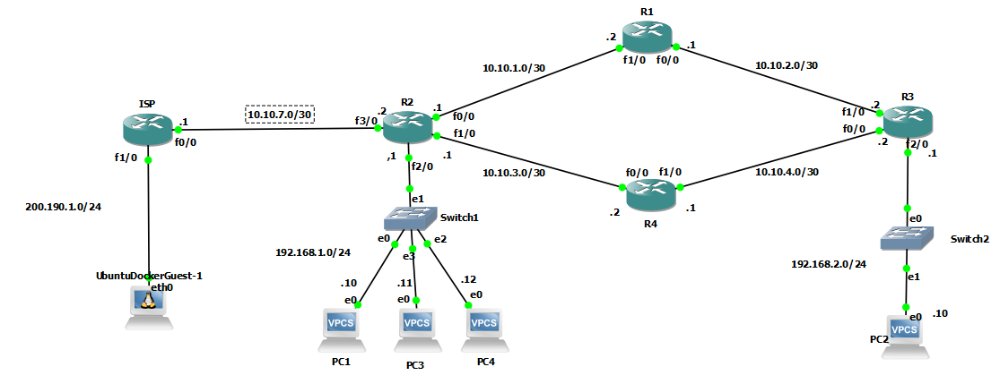 R1
.2
.1
f1/0
f0/0
10.10.1.0/30
10.10.2.0/30
ISP
.1
f0/0
f1/0
10.10.7.0/30
R2
.2
f3/0
.1
f0/0
f1/0
.1
,1
f2/0
R3
.2
f1/0
f0/0
.2
f2/0
.1
10.10.3.0/30
f0/0
f1/0
10.10.4.0/30
.2
.1
R4
200.190.1.0/24
e1
Switch1
e0
e2
e3
192.168.1.0/24
e0
Switch2
192.168.2.0/24
e1
UbuntuDockerGuest-1
eth0
.10
e0
.11
e0
.12
e0
VPCS
VPCS
VPCS
PC1
PC3
PC4
e0
.10
PC2
VPCS